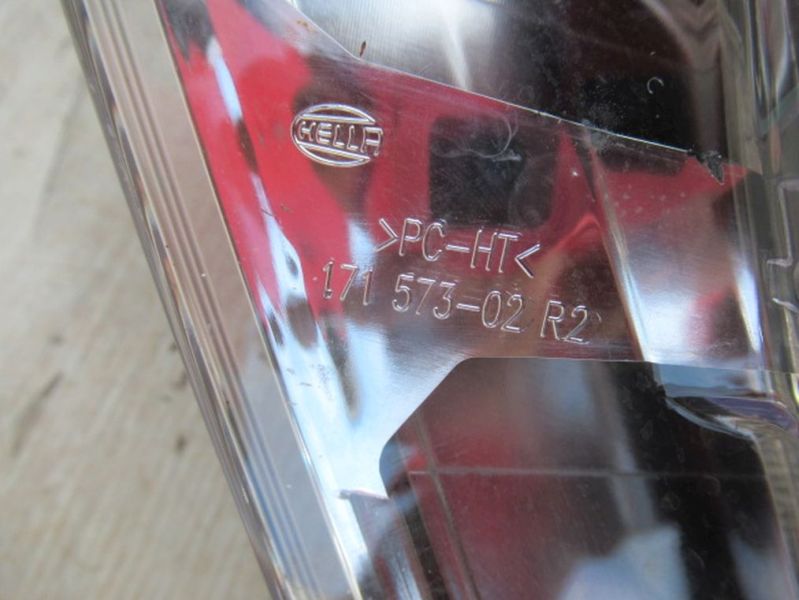 HELLA
>PC-HT<
171 573-02 R2